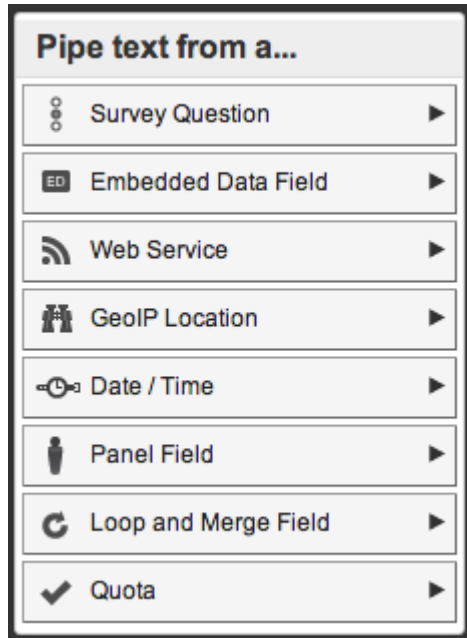 Pipe text from a...
Survey Question
ED Embedded Data Field
Web Service
GeoIP Location
Date / Time
Panel Field
Loop and Merge Field
Quota